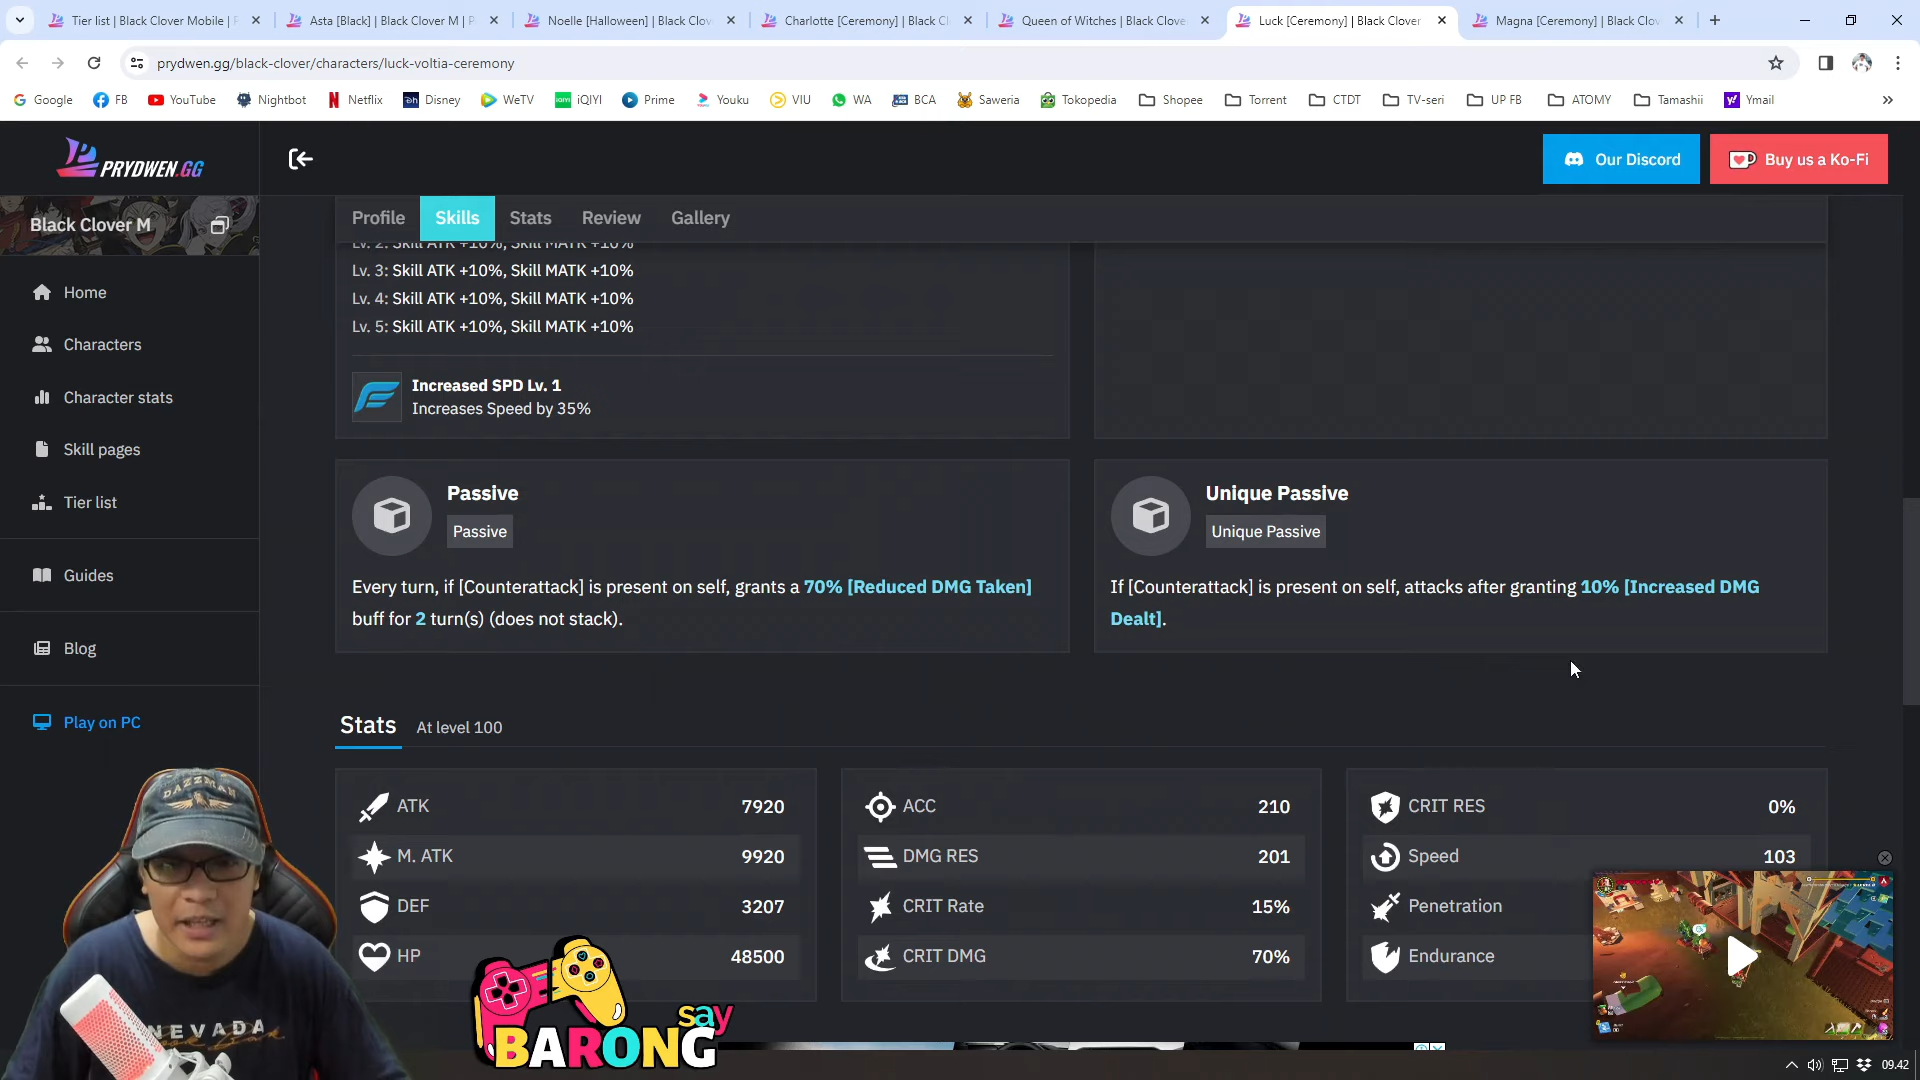 Tier list | Black Clover Mobile |
Asta [Black] | Black Clover M | P
Noelle [Halloween] | Black Clov
Charlotte [Ceremony] | Black Cl
Queen of Witches | Black Clove
Luck [Ceremony] | Black Clover
Magna [Ceremony] | Black Clov
prydwen.gg/black-clover/characters/luck-voltia-ceremony
Google
FB
YouTube
Nightbot
Netflix
Disney
WeTV
iQIYI
Prime
Youku
VIU
WA
BCA
Saweria
Tokopedia
Shopee
Torrent
CTDT
TV-seri
UP FB
ATOMY
Tamashii
Ymail
PRYDWEN.GG
Our Discord
Buy us a Ko-Fi
Black Clover M
Home
Characters
Character stats
Skill pages
Tier list
Guides
Blog
Play on PC
Profile
Skills
Stats
Review
Gallery
Lv. 2: Skill ATK +10%, Skill MATK +10%
Lv. 3: Skill ATK +10%, Skill MATK +10%
Lv. 4: Skill ATK +10%, Skill MATK +10%
Lv. 5: Skill ATK +10%, Skill MATK +10%
Increased SPD Lv. 1
Increases Speed by 35%
Passive
Passive
Every turn, if [Counterattack] is present on self, grants a 70% [Reduced DMG Taken]
buff for 2 turn(s) (does not stack).
Unique Passive
Unique Passive
If [Counterattack] is present on self, attacks after granting 10% [Increased DMG
Dealt].
Stats
At level 100
ATK 7920
M. ATK 9920
DEF 3207
HP 48500
ACC 210
DMG RES 201
CRIT Rate 15%
CRIT DMG 70%
CRIT RES 0%
Speed 103
Penetration
Endurance
DAZZMAN
NEVADA
say
BARONG
09.42